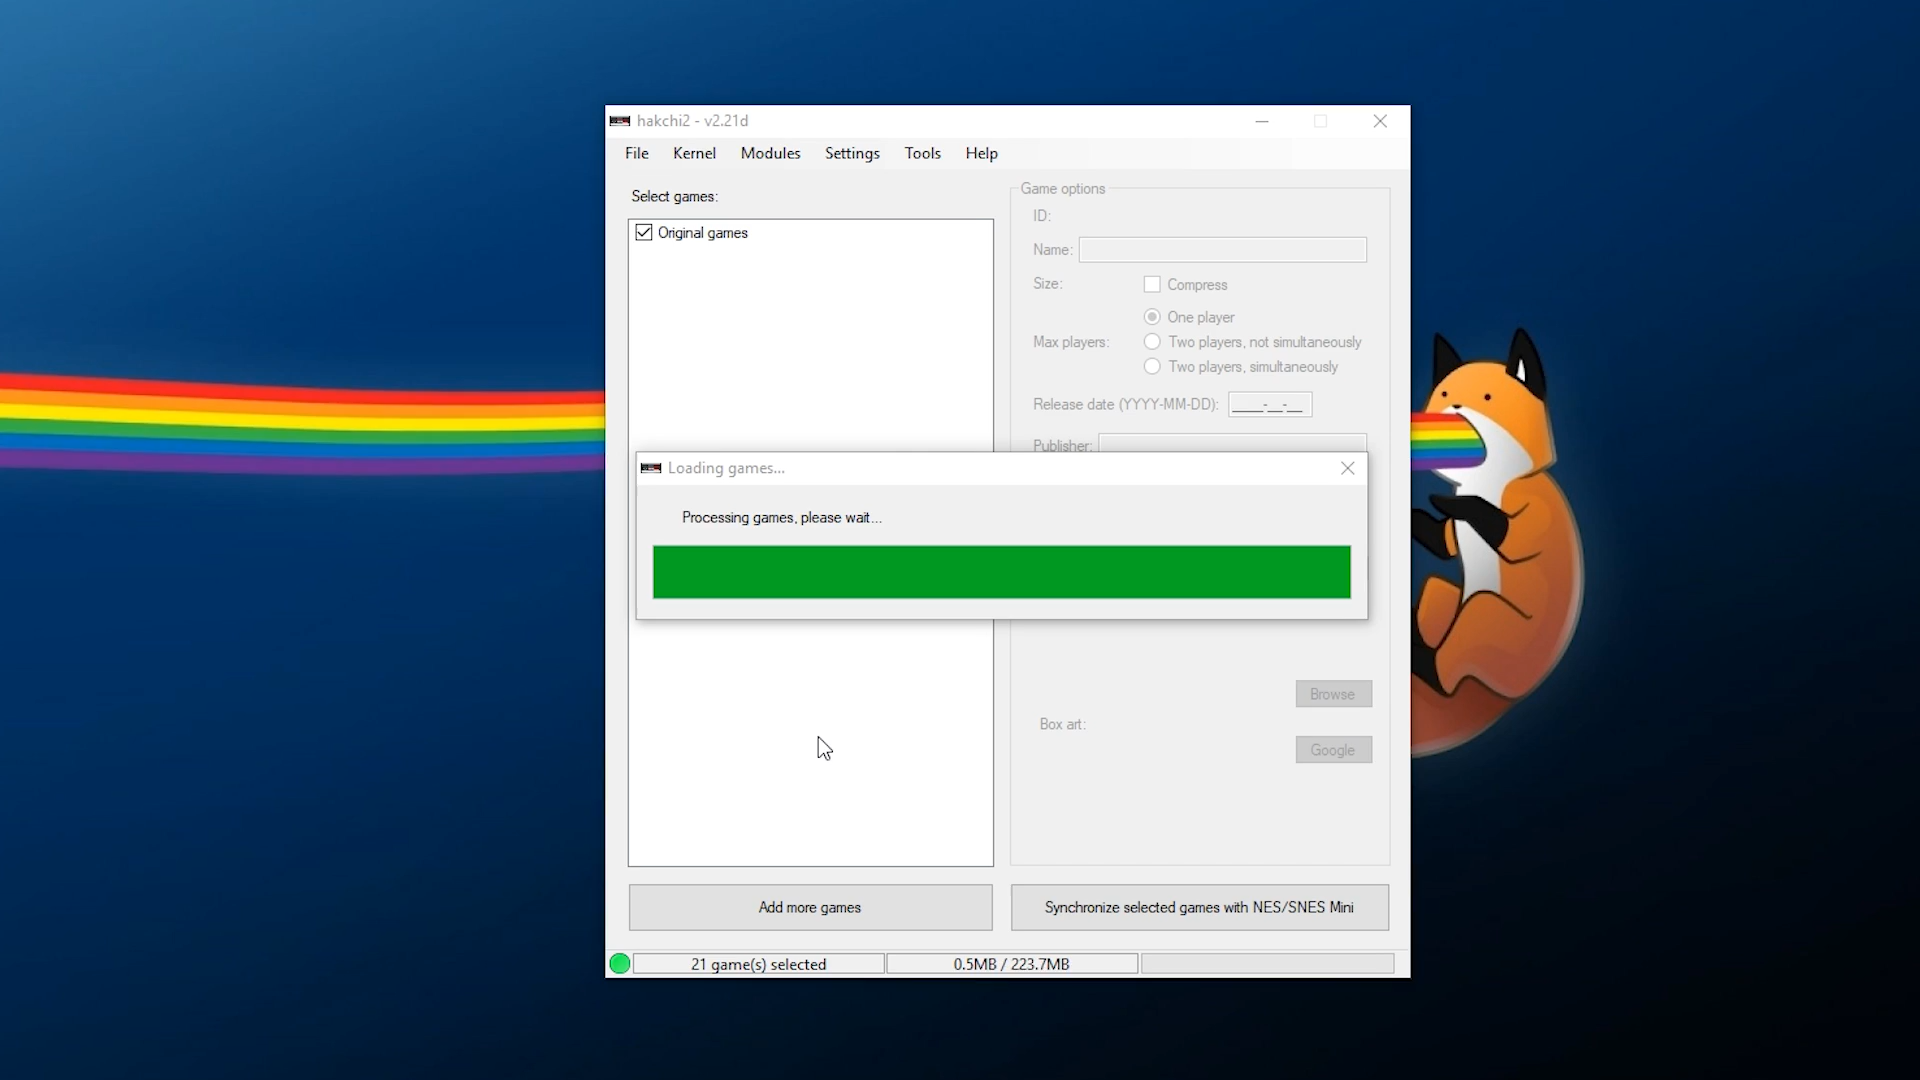 hakchi2 - v2.21d
File Kernel Modules Settings Tools Help
Select games:
Original games
Game options
ID:
Name:
Size:
Compress
Max players:
One player
Two players, not simultaneously
Two players, simultaneously
Release date (YYYY-MM-DD): ____-__-__
Publisher:
Loading games...
Processing games, please wait...
Browse
Box art:
Google
Add more games
Synchronize selected games with NES/SNES Mini
21 game(s) selected
0.5MB / 223.7MB